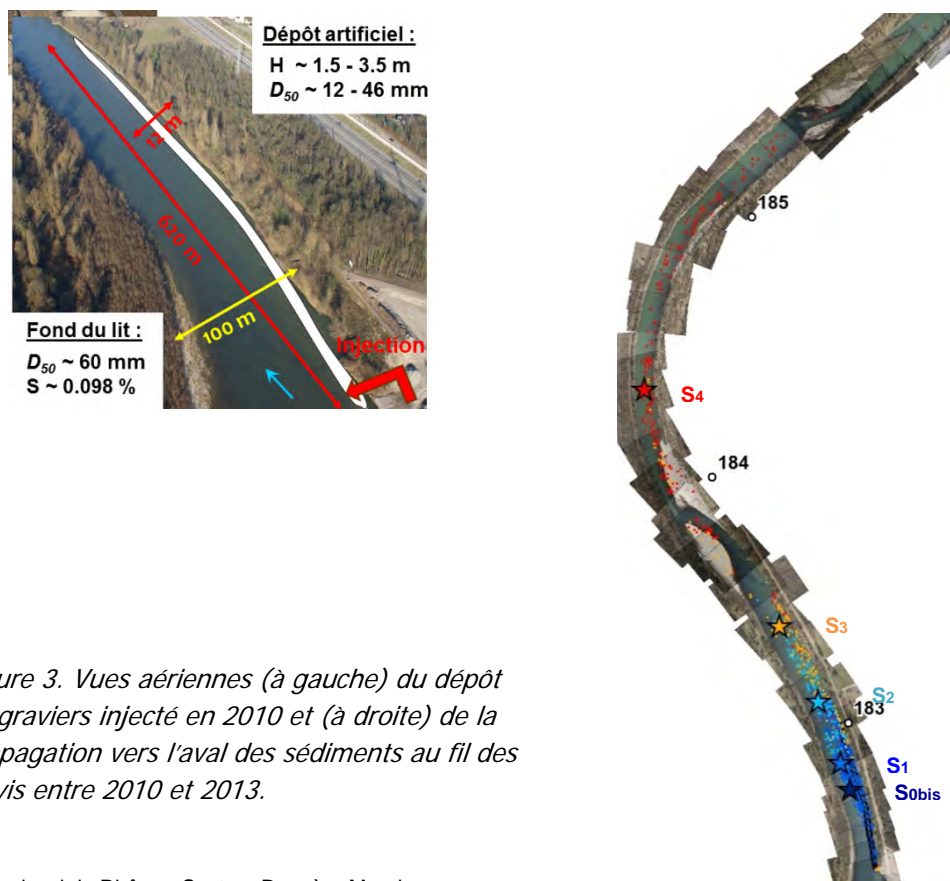 Dépôt artificiel :
H ~ 1.5 - 3.5 m
D50 ~ 12 - 46 mm
12 m
620 m
100 m
Injection
Fond du lit :
D50 ~ 60 mm
S ~ 0.098 %
185
S4
184
S3
S2
183
S1
S0bis
ure 3. Vues aériennes (à gauche) du dépôt
graviers injecté en 2010 et (à droite) de la
pagation vers l'aval des sédiments au fil des
vis entre 2010 et 2013.